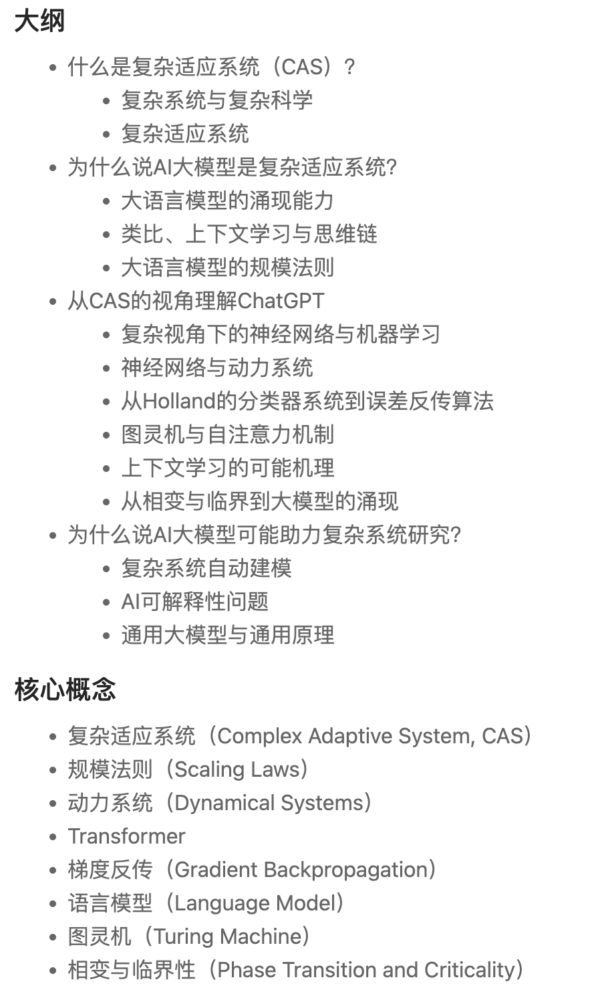 大纲
什么是复杂适应系统（CAS）?
复杂系统与复杂科学
复杂适应系统
为什么说AI大模型是复杂适应系统?
大语言模型的涌现能力
类比、上下文学习与思维链
大语言模型的规模法则
从CAS的视角理解ChatGPT
复杂视角下的神经网络与机器学习
神经网络与动力系统
从Holland的分类器系统到误差反传算法
图灵机与自注意力机制
上下文学习的可能机理
从相变与临界到大模型的涌现
为什么说AI大模型可能助力复杂系统研究?
复杂系统自动建模
AI可解释性问题
通用大模型与通用原理
核心概念
复杂适应系统（Complex Adaptive System, CAS）
规模法则（Scaling Laws）
动力系统（Dynamical Systems）
Transformer
梯度反传（Gradient Backpropagation）
语言模型（Language Model）
图灵机（Turing Machine）
相变与临界性（Phase Transition and Criticality）